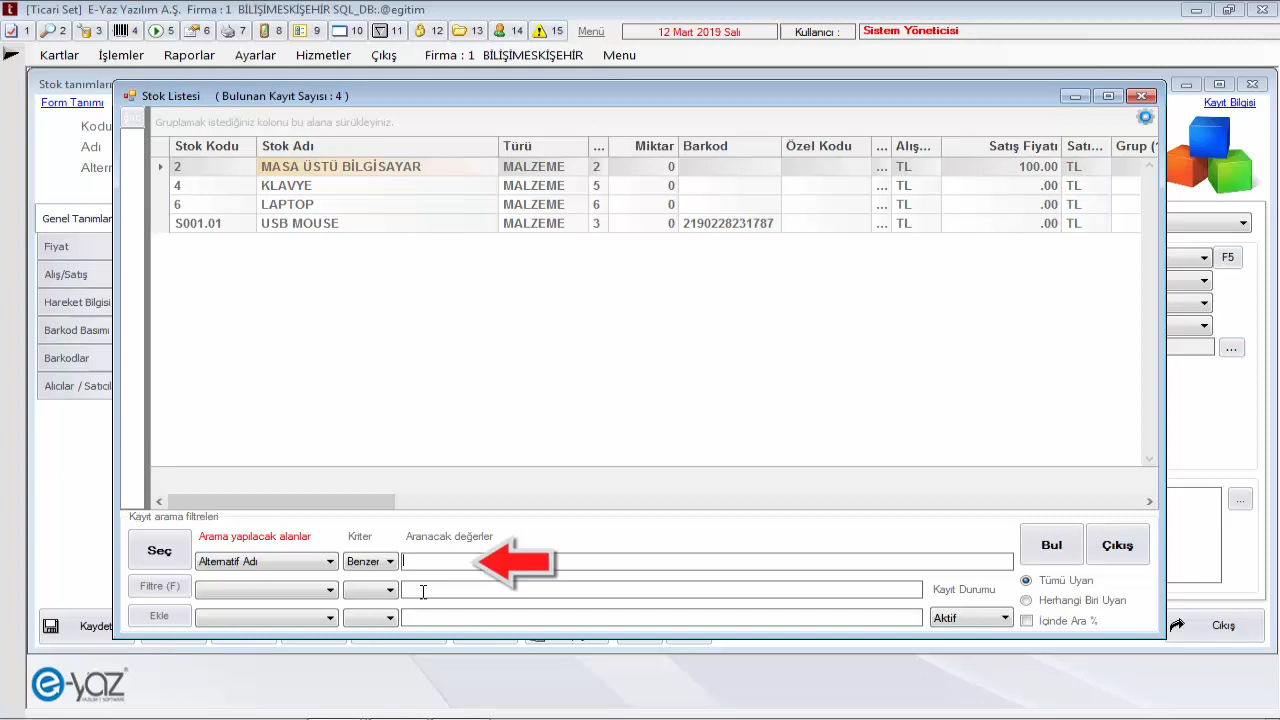 [Ticari Set] E-Yaz Yazılım A.Ş. Firma : 1 BİLİŞİMESKİŞEHİR SQL_DB:.@egitim
1 2 3 4 5 6 7 8 9 10 11 12 13 14 15 Menü 12 Mart 2019 Salı Kullanıcı : Sistem Yöneticisi
Kartlar İşlemler Raporlar Ayarlar Hizmetler Çıkış Firma : 1 BİLİŞİMESKİŞEHİR Menu
Stok tanımları
Form Tanımı
Kayıt Bilgisi
Kodu
Adı
Altern
Genel Tanımlar
Fiyat
Alış/Satış
Hareket Bilgisi
Barkod Basımı
Barkodlar
Alıcılar / Satıcıl
F5
...
...
Kaydet
Çıkış
Stok Listesi ( Bulunan Kayıt Sayısı : 4 )
Gruplamak istediğiniz kolonu bu alana sürükleyiniz.
Stok Kodu Stok Adı Türü ... Miktar Barkod Özel Kodu ... Alış... Satış Fiyatı Satı... Grup (1
2 MASA ÜSTÜ BİLGİSAYAR MALZEME 2 0 TL 100.00 TL
4 KLAVYE MALZEME 5 0 ... TL .00 TL
6 LAPTOP MALZEME 6 0 ... TL .00 TL
S001.01 USB MOUSE MALZEME 3 0 2190228231787 ... TL .00 TL
Kayıt arama filtreleri
Arama yapılacak alanlar Kriter Aranacak değerler
Seç
Alternatif Adı Benzer
Bul Çıkış
Filtre (F)
Ekle
Kayıt Durumu
Aktif
Tümü Uyan
Herhangi Biri Uyan
İçinde Ara %
e-yaz
YAZILIM | SOFTWARE